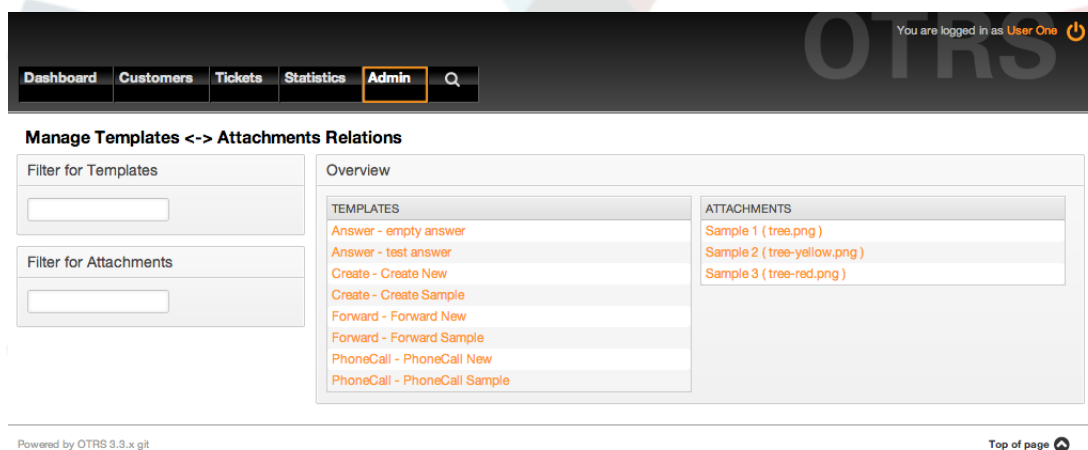 OTRS
You are logged in as User One
Dashboard Customers Tickets Statistics Admin
Manage Templates <-> Attachments Relations
Filter for Templates
Filter for Attachments
Overview
TEMPLATES
Answer - empty answer
Answer - test answer
Create - Create New
Create - Create Sample
Forward - Forward New
Forward - Forward Sample
PhoneCall - PhoneCall New
PhoneCall - PhoneCall Sample
ATTACHMENTS
Sample 1 ( tree.png )
Sample 2 ( tree-yellow.png )
Sample 3 ( tree-red.png )
Powered by OTRS 3.3.x git
Top of page